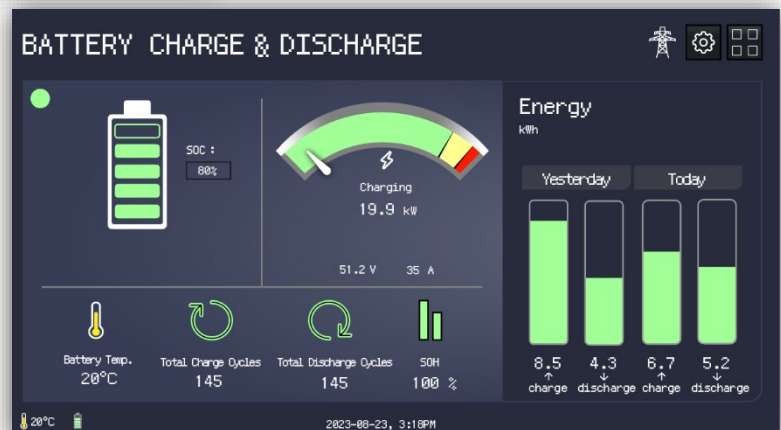 BATTERY CHARGE & DISCHARGE
SOC :
80%
Charging
19.9 kW
51.2 V 35 A
Battery Temp.
20°C
Total Charge Cycles
145
Total Discharge Cycles
145
SOH
100 %
Energy
kWh
Yesterday Today
8.5 4.3 6.7 5.2
↑ ↓ ↑ ↓
charge discharge charge discharge
20°C
2023-08-23, 3:18PM